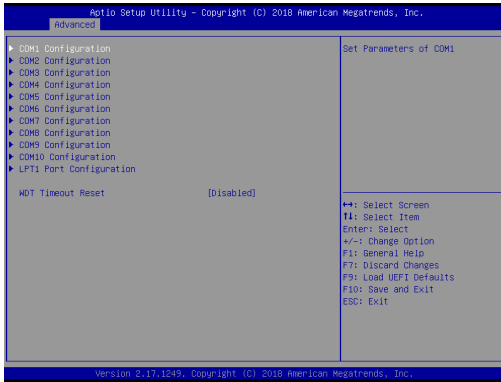 Aptio Setup Utility – Copyright (C) 2018 American Megatrends, Inc.
Advanced
COM1 Configuration
COM2 Configuration
COM3 Configuration
COM4 Configuration
COM5 Configuration
COM6 Configuration
COM7 Configuration
COM8 Configuration
COM9 Configuration
COM10 Configuration
LPT1 Port Configuration
WDT Timeout Reset [Disabled]
Set Parameters of COM1
↔: Select Screen
↑↓: Select Item
Enter: Select
+/-: Change Option
F1: General Help
F7: Discard Changes
F9: Load UEFI Defaults
F10: Save and Exit
ESC: Exit
Version 2.17.1249. Copyright (C) 2018 American Megatrends, Inc.